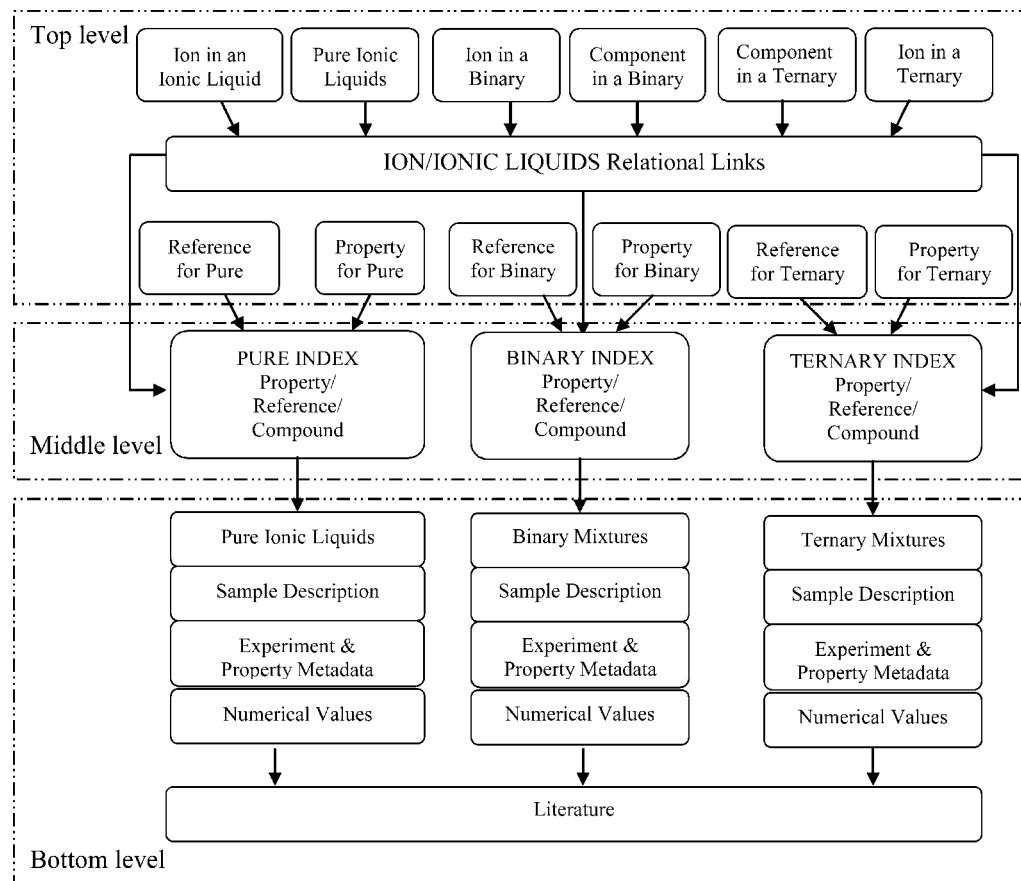 Top level
Ion in an
Ionic Liquid
Pure Ionic
Liquids
Ion in a
Binary
Component
in a Binary
Component
in a Ternary
Ion in a
Ternary
ION/IONIC LIQUIDS Relational Links
Reference
for Pure
Property
for Pure
Reference
for Binary
Property
for Binary
Reference
for Ternary
Property
for Ternary
PURE INDEX
Property/
Reference/
Compound
BINARY INDEX
Property/
Reference/
Compound
TERNARY INDEX
Property/
Reference/
Compound
Middle level
Pure Ionic Liquids
Sample Description
Experiment &
Property Metadata
Numerical Values
Binary Mixtures
Sample Description
Experiment &
Property Metadata
Numerical Values
Ternary Mixtures
Sample Description
Experiment &
Property Metadata
Numerical Values
Literature
Bottom level